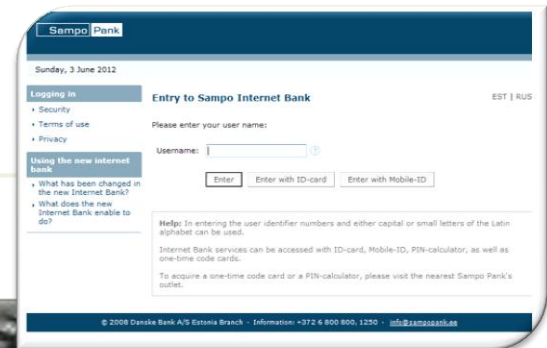 Sampo Pank
Sunday, 3 June 2012
Logging in
Security
Terms of use
Privacy
Using the new internet
bank
What has been changed in
the new Internet Bank?
What does the new
Internet Bank enable to
do?
Entry to Sampo Internet Bank
EST | RUS
Please enter your user name:
Username:
?
Enter
Enter with ID-card
Enter with Mobile-ID
Help: In entering the user identifier numbers and either capital or small letters of the Latin
alphabet can be used.
Internet Bank services can be accessed with ID-card, Mobile-ID, PIN-calculator, as well as
one-time code cards.
To acquire a one-time code card or a PIN-calculator, please visit the nearest Sampo Pank's
outlet.
© 2008 Danske Bank A/S Estonia Branch - Information: +372 6 800 800, 1250 - info@sampopank.ee